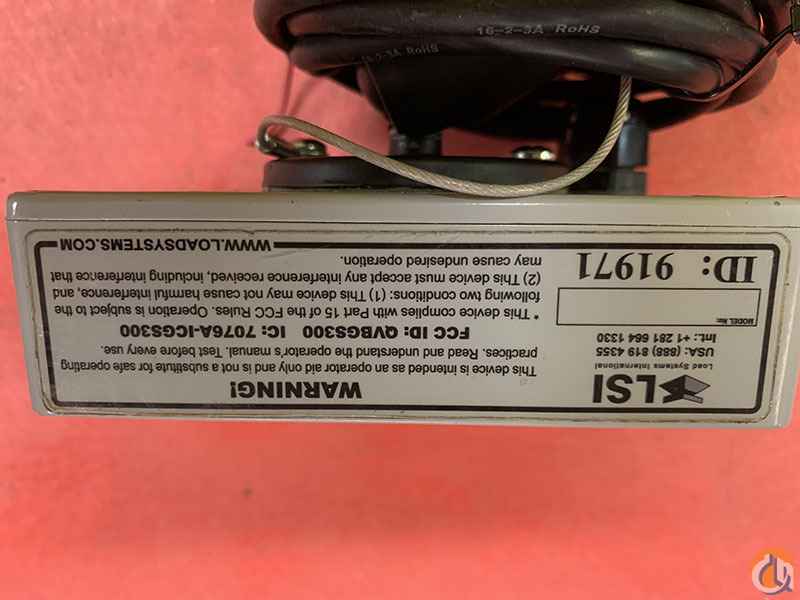 16-2-3A RoHS
16-2-3A RoHS
LSI
Load Systems International
USA: (888) 819 4355
Int.: +1 281 664 1330
MODEL No:
ID: 91971
WARNING!
This device is intended as an operator aid only and is not a substitute for safe operating
practices. Read and understand the operator's manual. Test before every use.
FCC ID: QVBGS300 IC: 7076A-ICGS300
* This device complies with Part 15 of the FCC Rules. Operation is subject to the
following two conditions: (1) This device may not cause harmful interference, and
(2) This device must accept any interference received, including interference that
may cause undesired operation.
WWW.LOADSYSTEMS.COM